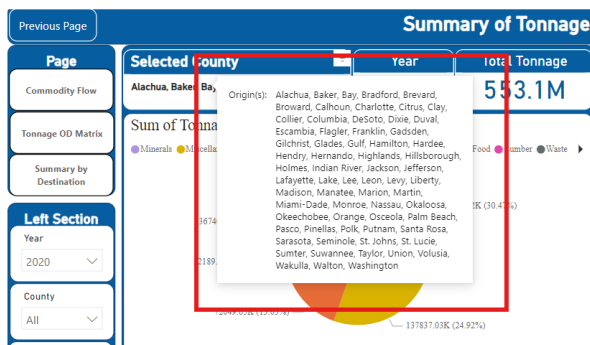 Previous Page
Summary of Tonnage
Page
Commodity Flow
Tonnage OD Matrix
Summary by
Destination
Left Section
Year
2020
County
All
Selected County
Year
Total Tonnage
Alachua, Baker, Bay,
553.1M
Sum of Tonna
Minerals
Food
Waste
Origin(s): Alachua, Baker, Bay, Bradford, Brevard,
Broward, Calhoun, Charlotte, Citrus, Clay,
Collier, Columbia, DeSoto, Dixie, Duval,
Escambia, Flagler, Franklin, Gadsden,
Gilchrist, Glades, Gulf, Hamilton, Hardee,
Hendry, Hernando, Highlands, Hillsborough,
Holmes, Indian River, Jackson, Jefferson,
Lafayette, Lake, Lee, Leon, Levy, Liberty,
Madison, Manatee, Marion, Martin,
Miami-Dade, Monroe, Nassau, Okaloosa,
Okeechobee, Orange, Osceola, Palm Beach,
Pasco, Pinellas, Polk, Putnam, Santa Rosa,
Sarasota, Seminole, St. Johns, St. Lucie,
Sumter, Suwannee, Taylor, Union, Volusia,
Wakulla, Walton, Washington
137837.03K (24.92%)